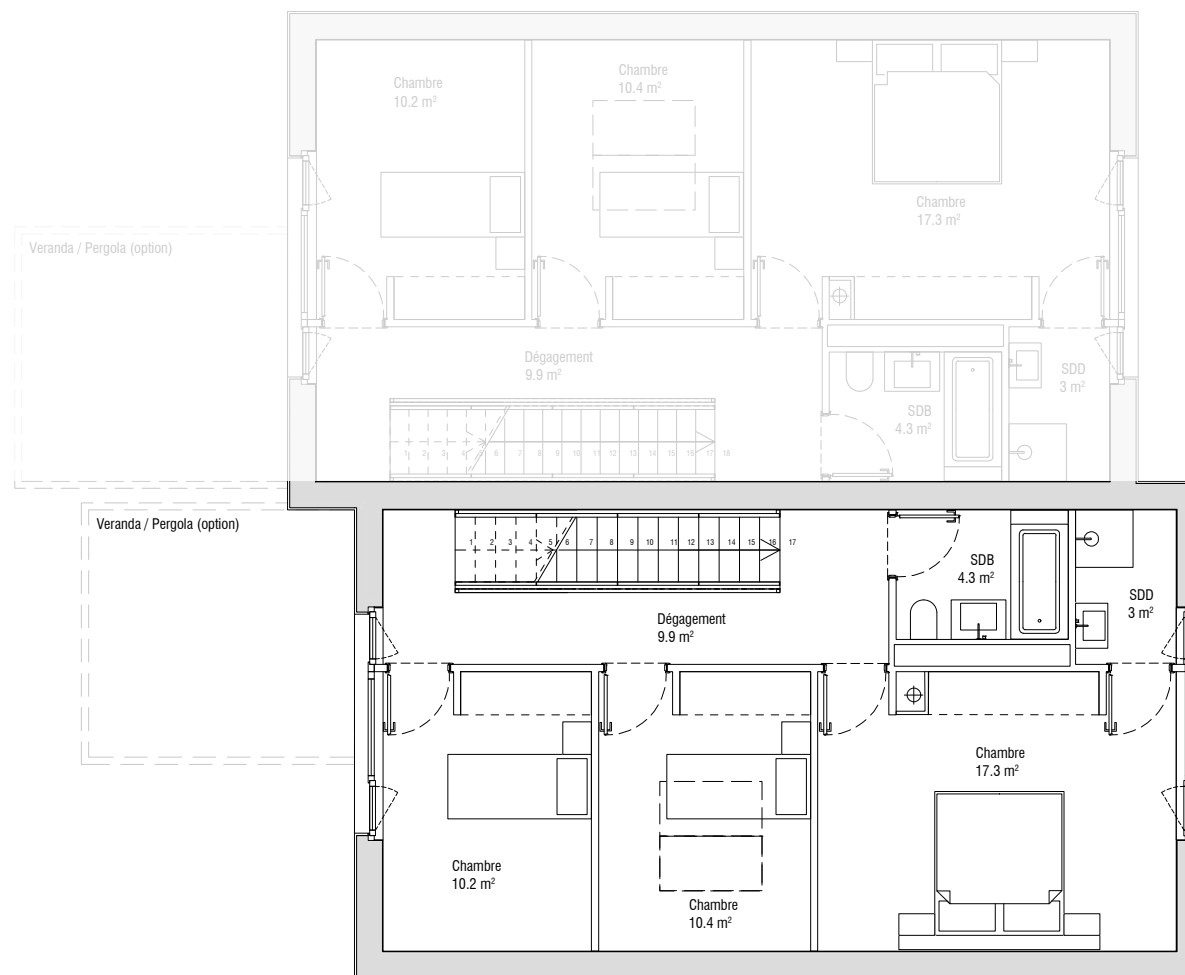 Chambre
10.2 m²
Chambre
10.4 m²
Chambre
17.3 m²
Veranda / Pergola (option)
Dégagement
9.9 m²
SDB
4.3 m²
SDD
3 m²
1 2 3 4 5 6 7 8 9 10 11 12 13 14 15 16 17 18
Veranda / Pergola (option)
1 2 3 4 5 6 7 8 9 10 11 12 13 14 15 16 17
SDB
4.3 m²
SDD
3 m²
Dégagement
9.9 m²
Chambre
17.3 m²
Chambre
10.2 m²
Chambre
10.4 m²